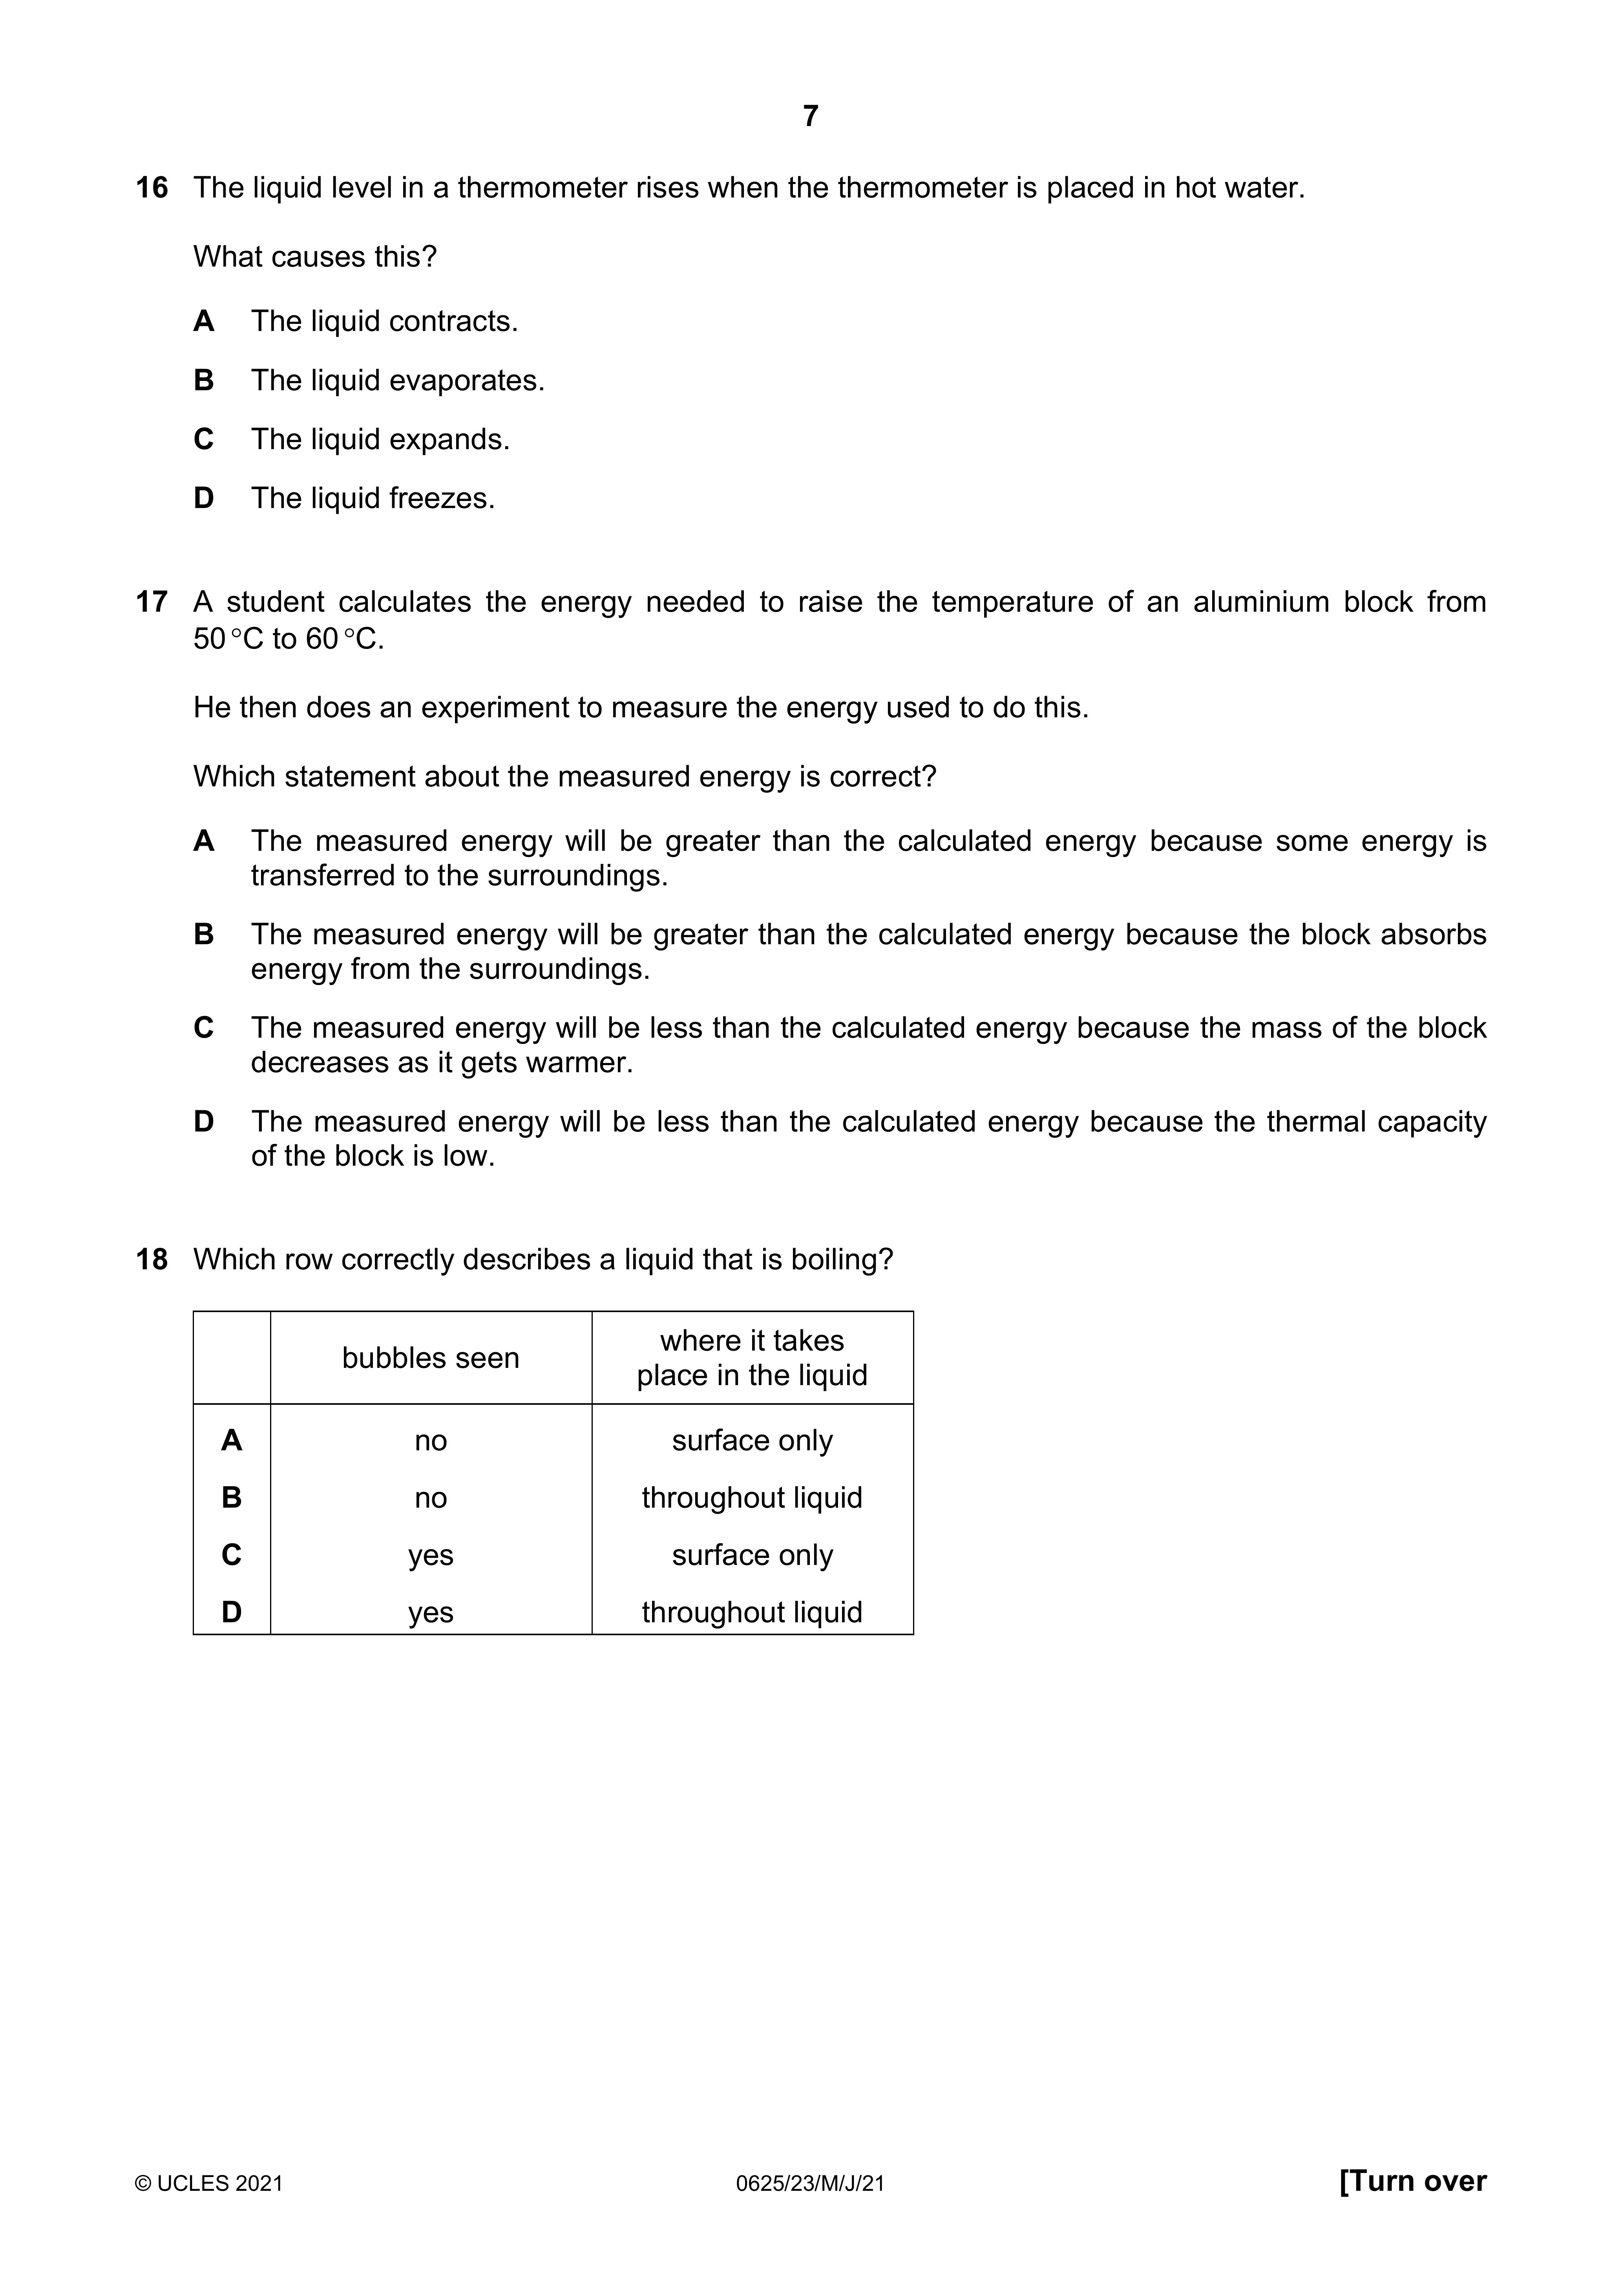 7
16 The liquid level in a thermometer rises when the thermometer is placed in hot water.
What causes this?
A The liquid contracts.
B The liquid evaporates.
C The liquid expands.
D The liquid freezes.
17 A student calculates the energy needed to raise the temperature of an aluminium block from
50 °C to 60 °C.
He then does an experiment to measure the energy used to do this.
Which statement about the measured energy is correct?
A The measured energy will be greater than the calculated energy because some energy is
transferred to the surroundings.
B The measured energy will be greater than the calculated energy because the block absorbs
energy from the surroundings.
C The measured energy will be less than the calculated energy because the mass of the block
decreases as it gets warmer.
D The measured energy will be less than the calculated energy because the thermal capacity
of the block is low.
18 Which row correctly describes a liquid that is boiling?
bubbles seen
where it takes
place in the liquid
A no surface only
B no throughout liquid
C yes surface only
D yes throughout liquid
© UCLES 2021 0625/23/M/J/21 [Turn over